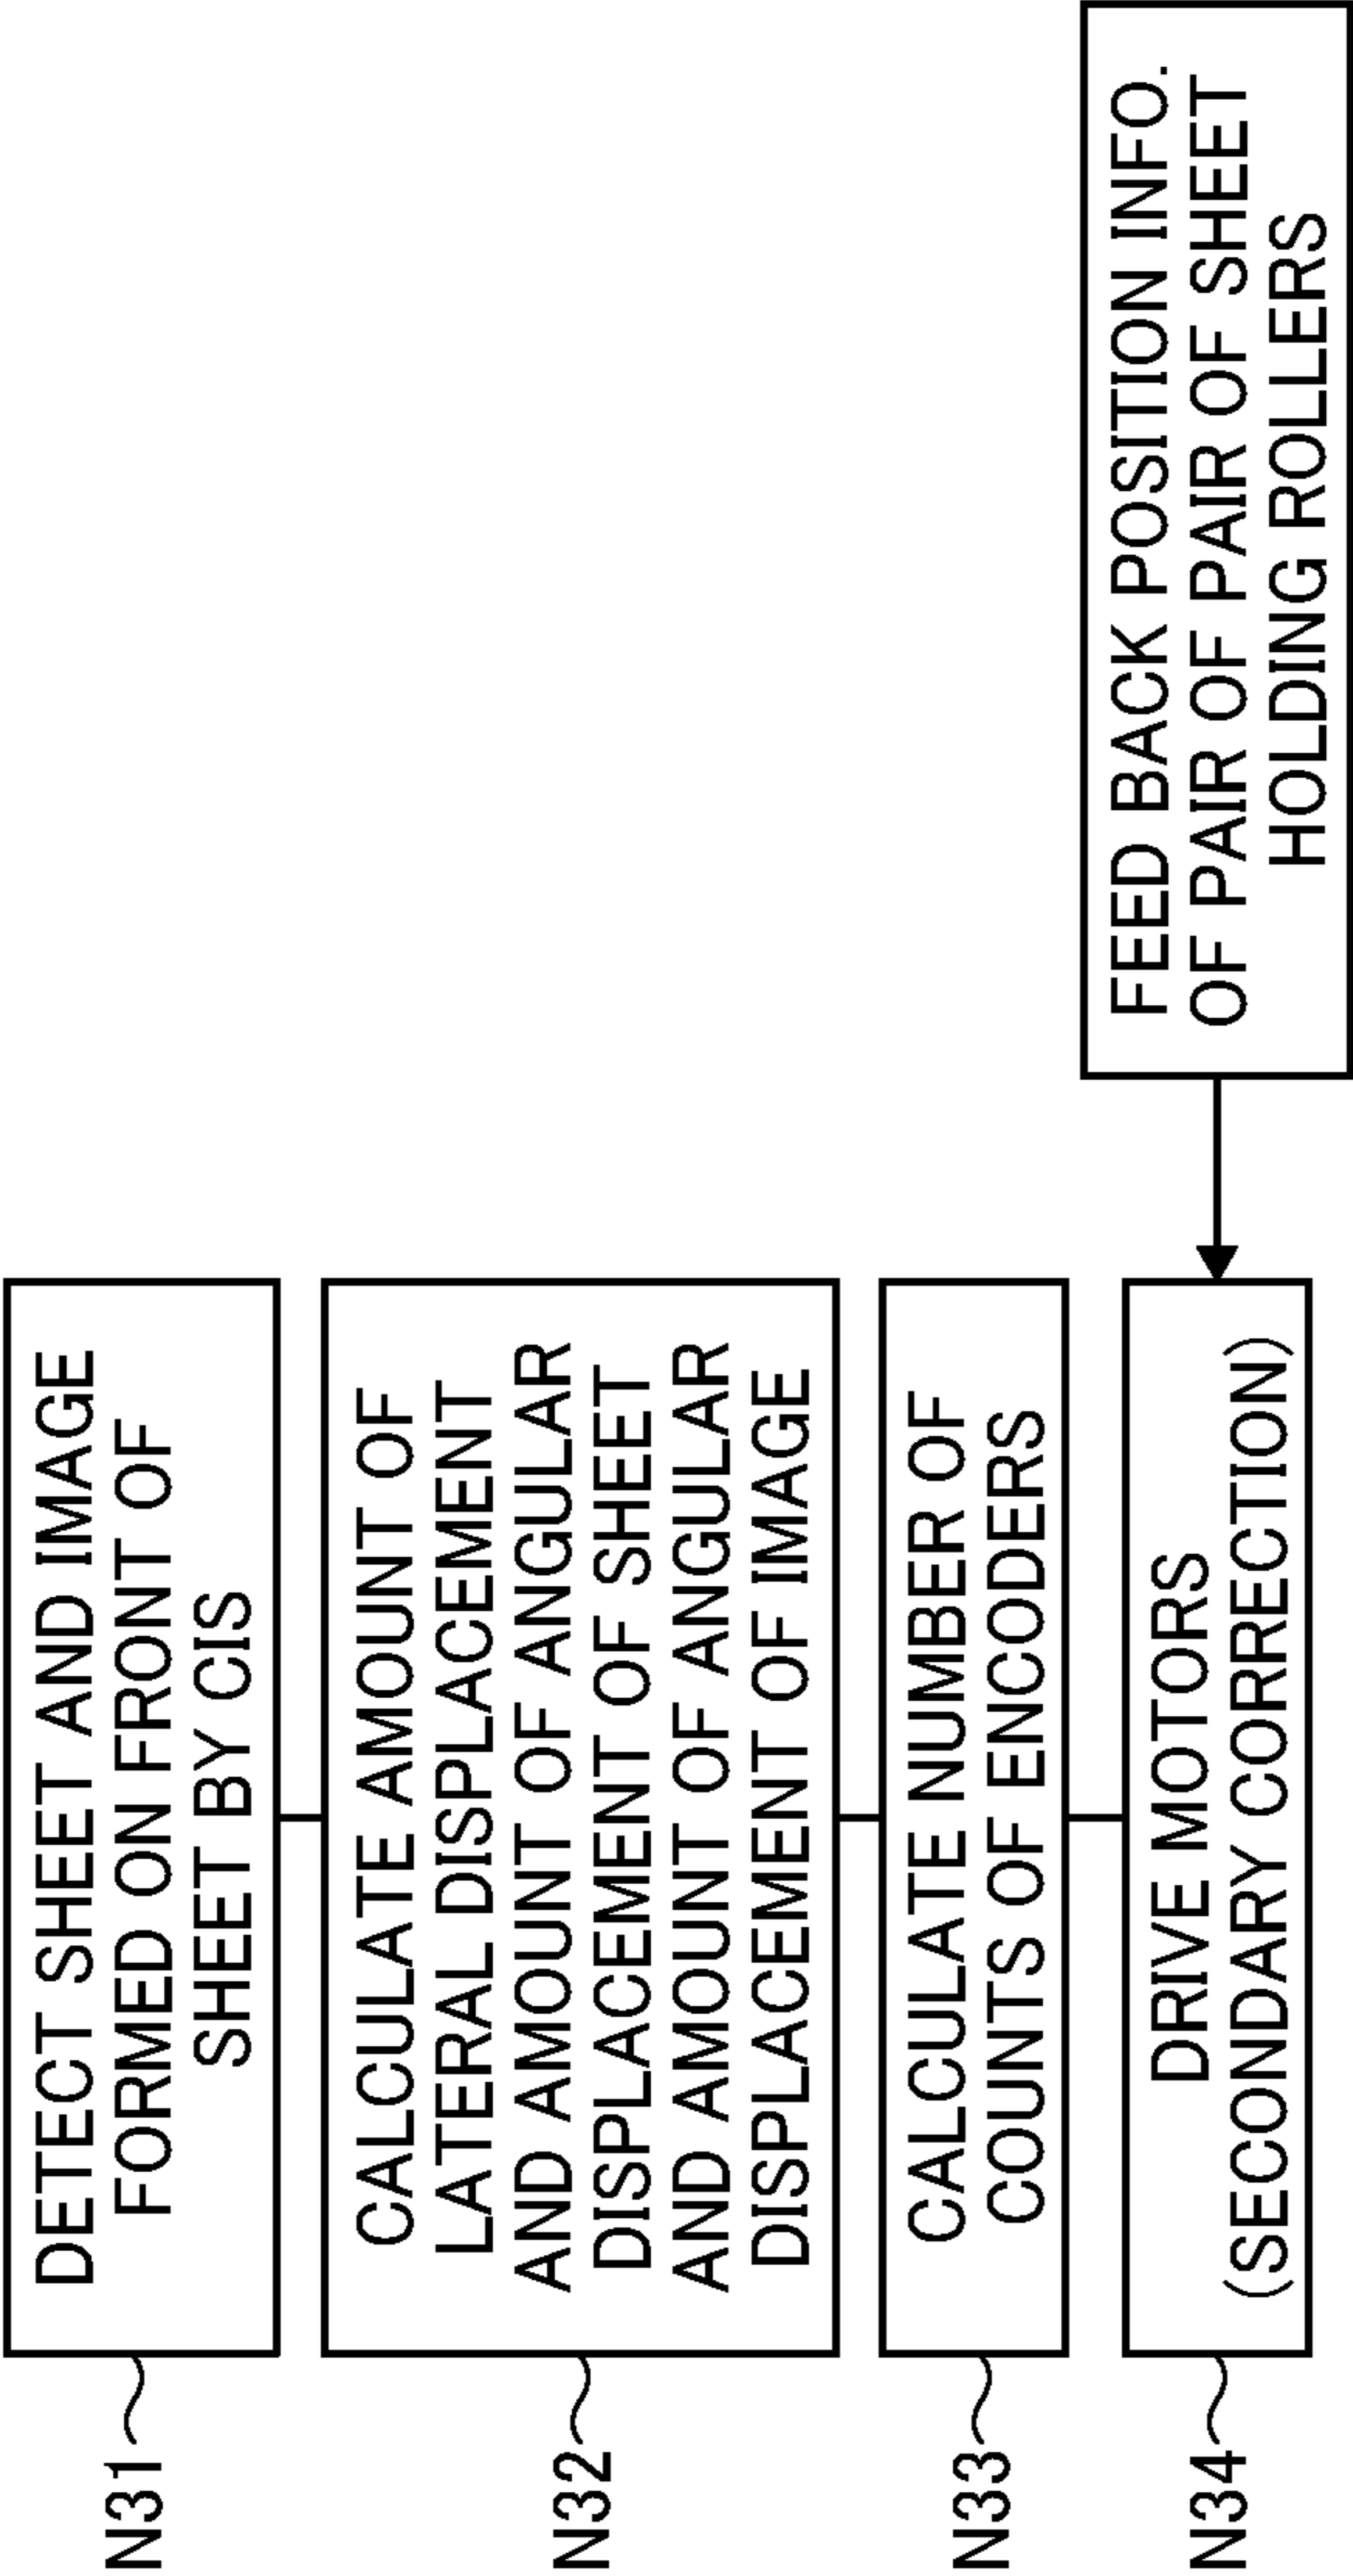 N31
DETECT SHEET AND IMAGE
FORMED ON FRONT OF
SHEET BY CIS
N32
CALCULATE AMOUNT OF
LATERAL DISPLACEMENT
AND AMOUNT OF ANGULAR
DISPLACEMENT OF SHEET
AND AMOUNT OF ANGULAR
DISPLACEMENT OF IMAGE
N33
CALCULATE NUMBER OF
COUNTS OF ENCODERS
N34
DRIVE MOTORS
(SECONDARY CORRECTION)
FEED BACK POSITION INFO.
OF PAIR OF PAIR OF SHEET
HOLDING ROLLERS